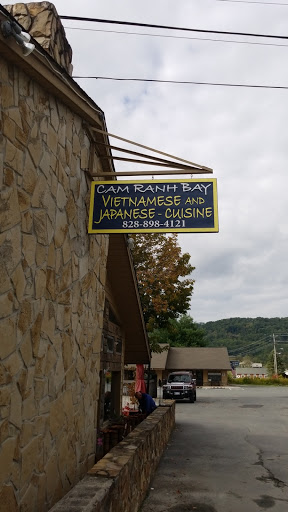 CAM RANH BAY
VIETNAMESE AND
JAPANESE - CUISINE
828-898-4121